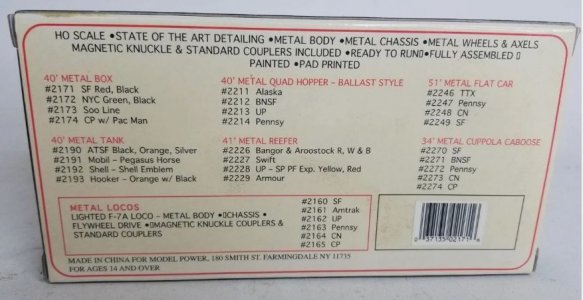 HO SCALE •STATE OF THE ART DETAILING •METAL BODY •METAL CHASSIS •METAL WHEELS & AXELS
MAGNETIC KNUCKLE & STANDARD COUPLERS INCLUDED •READY TO RUN▯•FULLY ASSEMBLED ▯
PAINTED •PAD PRINTED
40' METAL BOX
#2171 SF Red, Black
#2172 NYC Green, Black
#2173 Soo Line
#2174 CP w/ Pac Man
40' METAL QUAD HOPPER – BALLAST STYLE
#2211 Alaska
#2212 BNSF
#2213 UP
#2214 Pennsy
51' METAL FLAT CAR
#2246 TTX
#2247 Pennsy
#2248 CN
#2249 SF
40' METAL TANK
#2190 ATSF Black, Orange, Silver
#2191 Mobil – Pegasus Horse
#2192 Shell – Shell Emblem
#2193 Hooker – Orange w/ Black
41' METAL REEFER
#2226 Bangor & Aroostock R, W & B
#2227 Swift
#2228 UP – SP PF Exp. Yellow, Red
#2229 Armour
34' METAL CUPPOLA CABOOSE
#2270 SF
#2271 BNSF
#2272 Pennsy
#2273 CN
#2274 CP
METAL LOCOS
LIGHTED F-7A LOCO – METAL BODY •▯CHASSIS •
FLYWHEEL DRIVE •▯MAGNETIC KNUCKLE COUPLERS &
STANDARD COUPLERS
#2160 SF
#2161 Amtrak
#2162 UP
#2163 Pennsy
#2164 CN
#2165 CP
0 37135 02171 6
MADE IN CHINA FOR MODEL POWER, 180 SMITH ST. FARMINGDALE NY 11735
FOR AGES 14 AND OVER